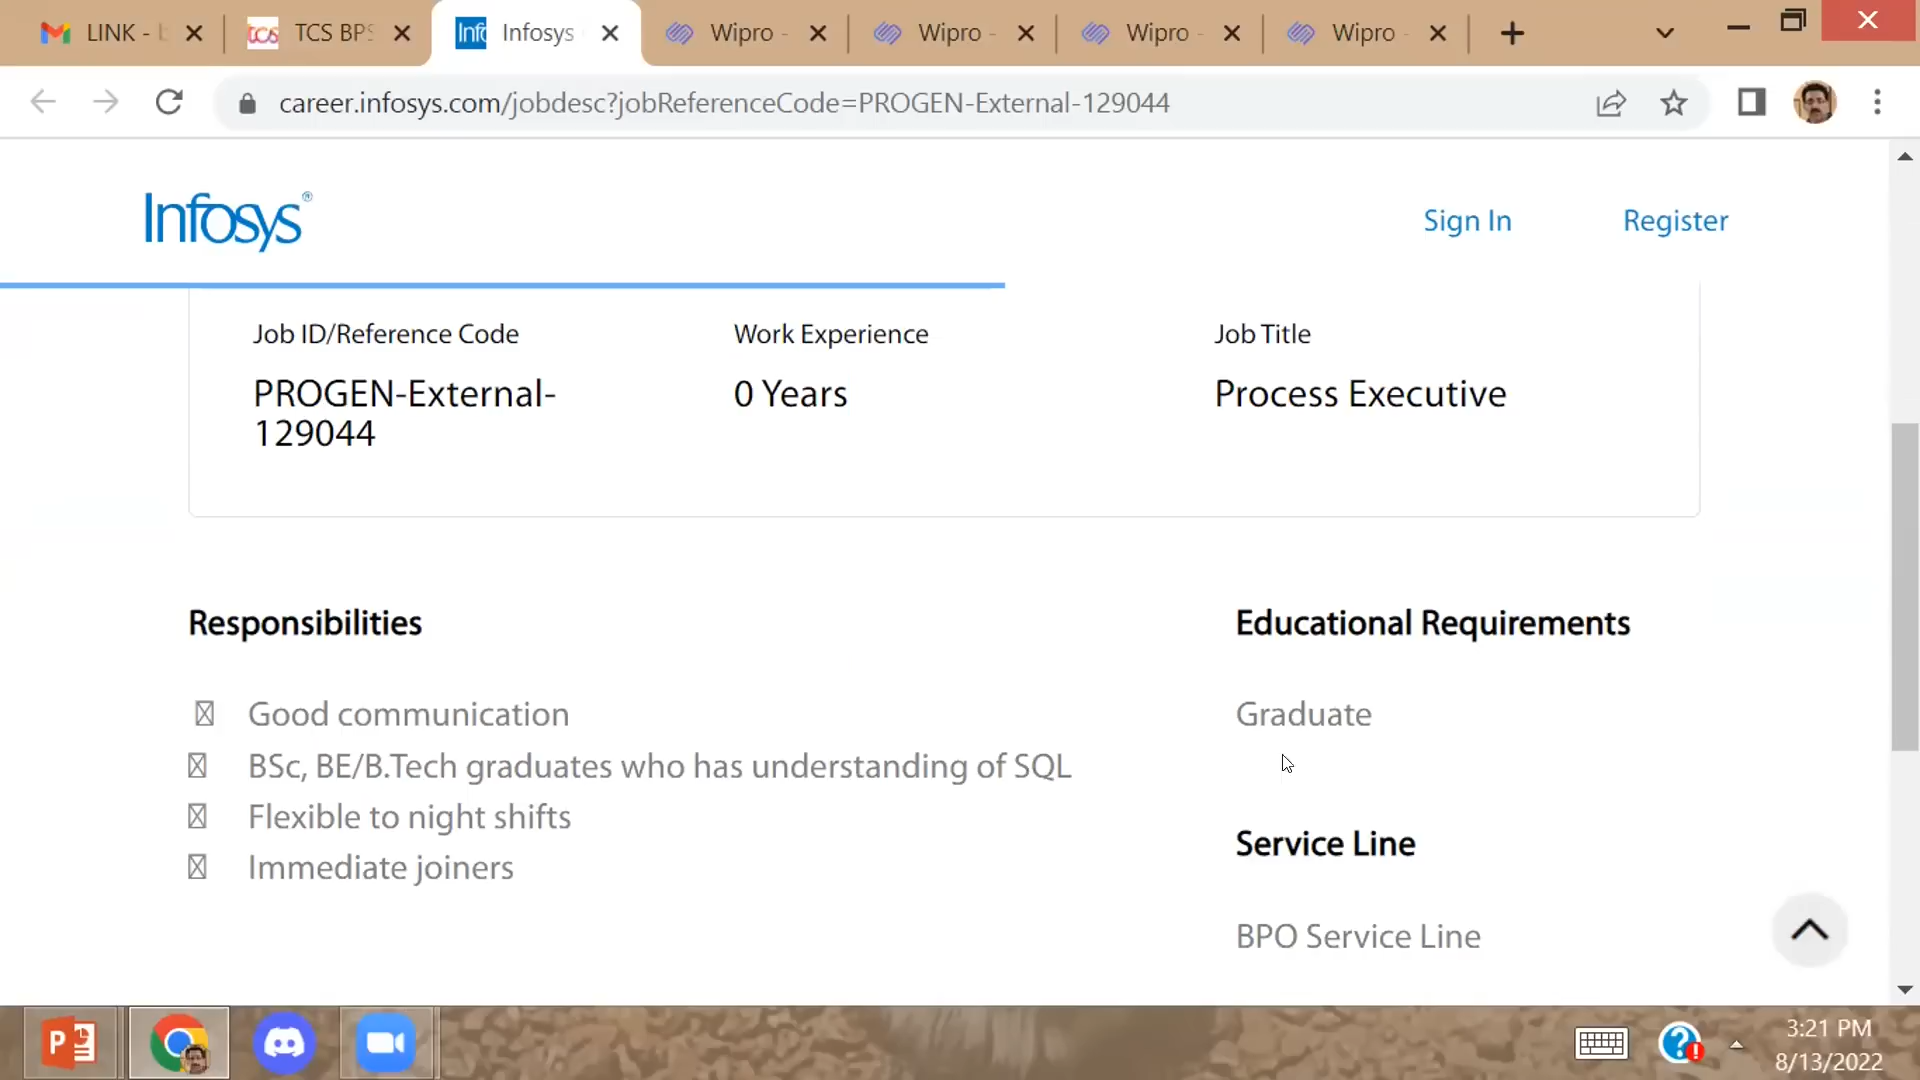 LINK -
TCS BPS
Infosys
Wipro -
Wipro -
Wipro -
Wipro -
career.infosys.com/jobdesc?jobReferenceCode=PROGEN-External-129044
Infosys®
Sign In
Register
Job ID/Reference Code
Work Experience
Job Title
PROGEN-External-
129044
0 Years
Process Executive
Responsibilities
Educational Requirements
Good communication
Graduate
BSc, BE/B.Tech graduates who has understanding of SQL
Flexible to night shifts
Service Line
Immediate joiners
BPO Service Line
3:21 PM
8/13/2022